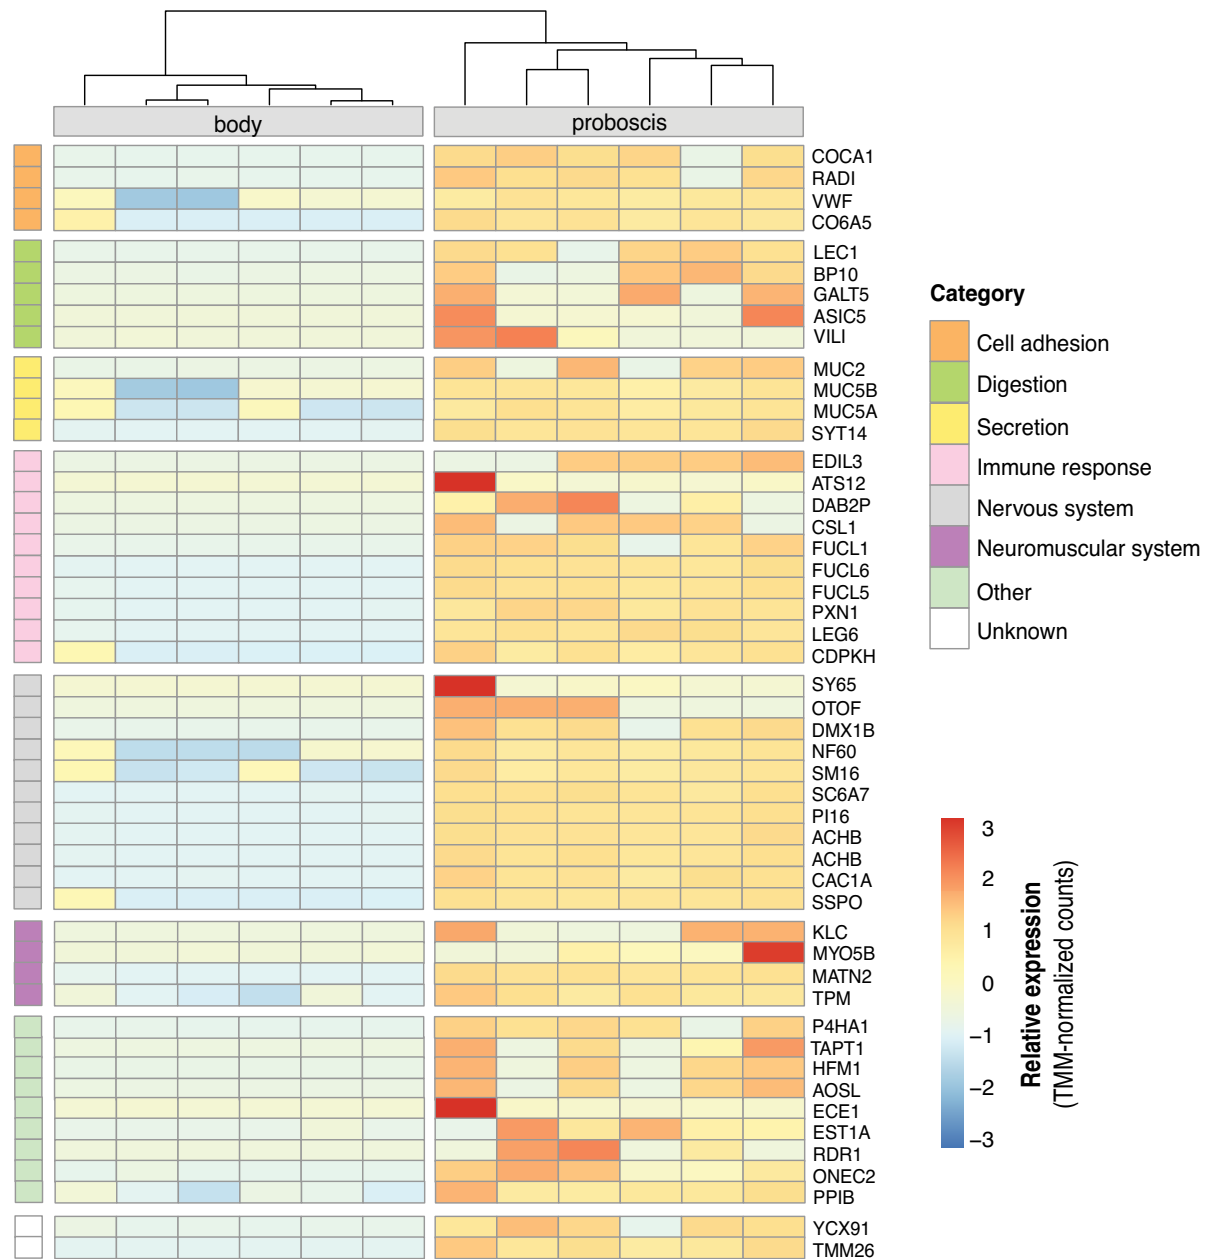 body
proboscis
COCA1
RADI
VWF
CO6A5
LEC1
BP10
GALT5
ASIC5
VILI
MUC2
MUC5B
MUC5A
SYT14
EDIL3
ATS12
DAB2P
CSL1
FUCL1
FUCL6
FUCL5
PXN1
LEG6
CDPKH
SY65
OTOF
DMX1B
NF60
SM16
SC6A7
PI16
ACHB
ACHB
CAC1A
SSPO
KLC
MYO5B
MATN2
TPM
P4HA1
TAPT1
HFM1
AOSL
ECE1
EST1A
RDR1
ONEC2
PPIB
YCX91
TMM26
Category
Cell adhesion
Digestion
Secretion
Immune response
Nervous system
Neuromuscular system
Other
Unknown
3
2
1
0
−1
−2
−3
Relative expression
(TMM-normalized counts)